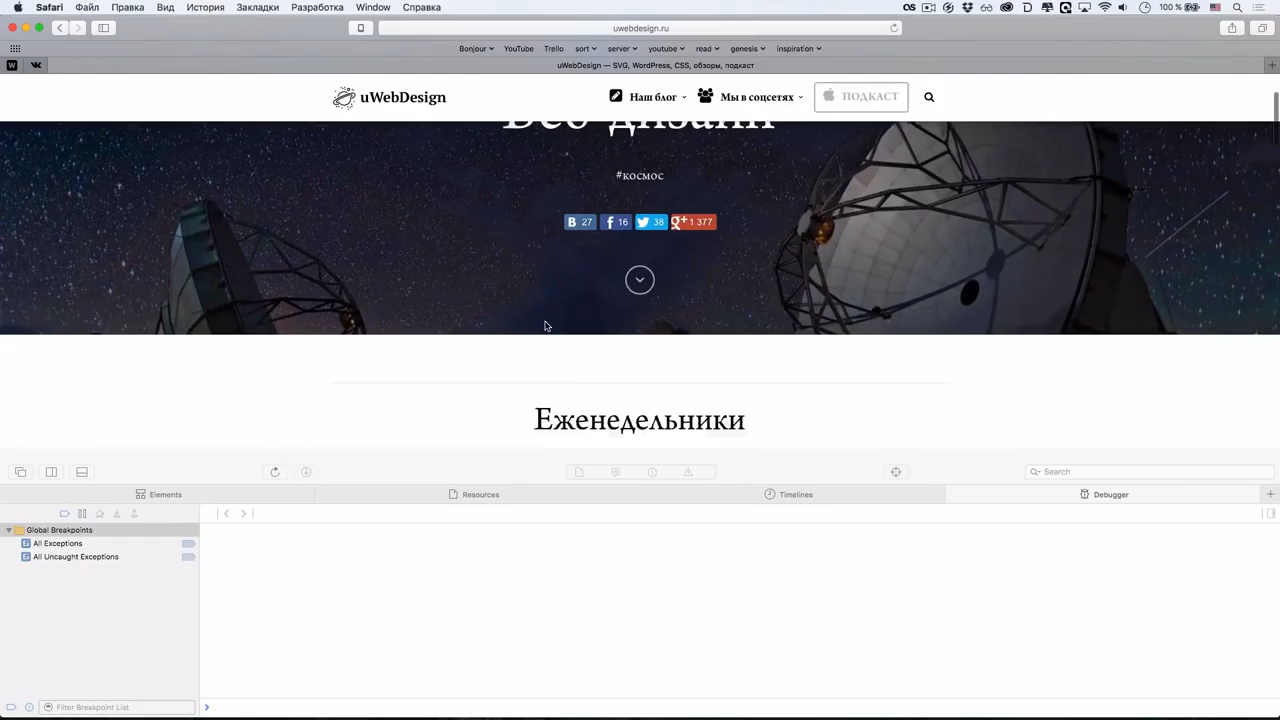 Safari Файл Правка Вид История Закладки Разработка Window Справка 100 %
uwebdesign.ru
Bonjour YouTube Trello sort server youtube read genesis inspiration
W uWebDesign — SVG, WordPress, CSS, обзоры, подкаст
uWebDesign Наш блог Мы в соцсетях ПОДКАСТ
Веб-дизайн
#космос
27 16 38 1 377
Еженедельники
Search
Elements Resources Timelines Debugger
Global Breakpoints
All Exceptions
All Uncaught Exceptions
Filter Breakpoint List